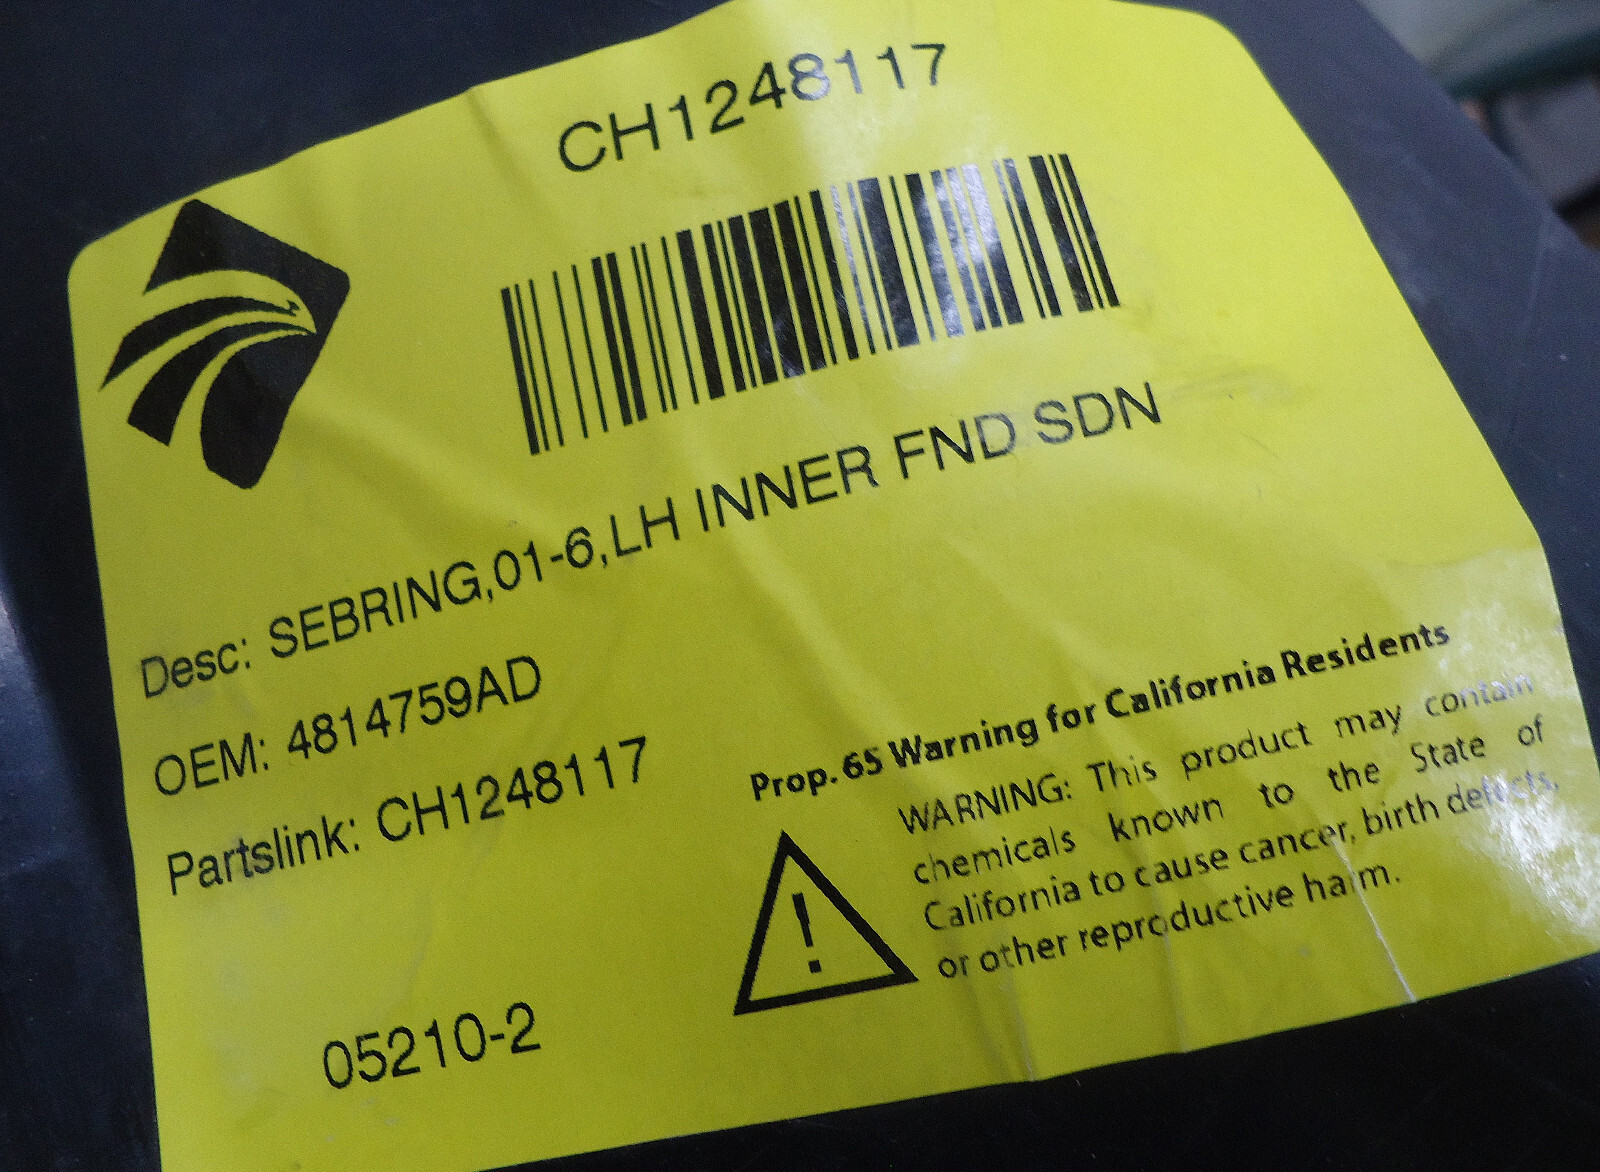 CH1248117
Desc: SEBRING,01-6,LH INNER FND SDN
OEM: 4814759AD
Partslink: CH1248117
Prop. 65 Warning for California Residents
WARNING: This product may contain
chemicals known to the State of
California to cause cancer, birth defects,
or other reproductive harm.
!
05210-2